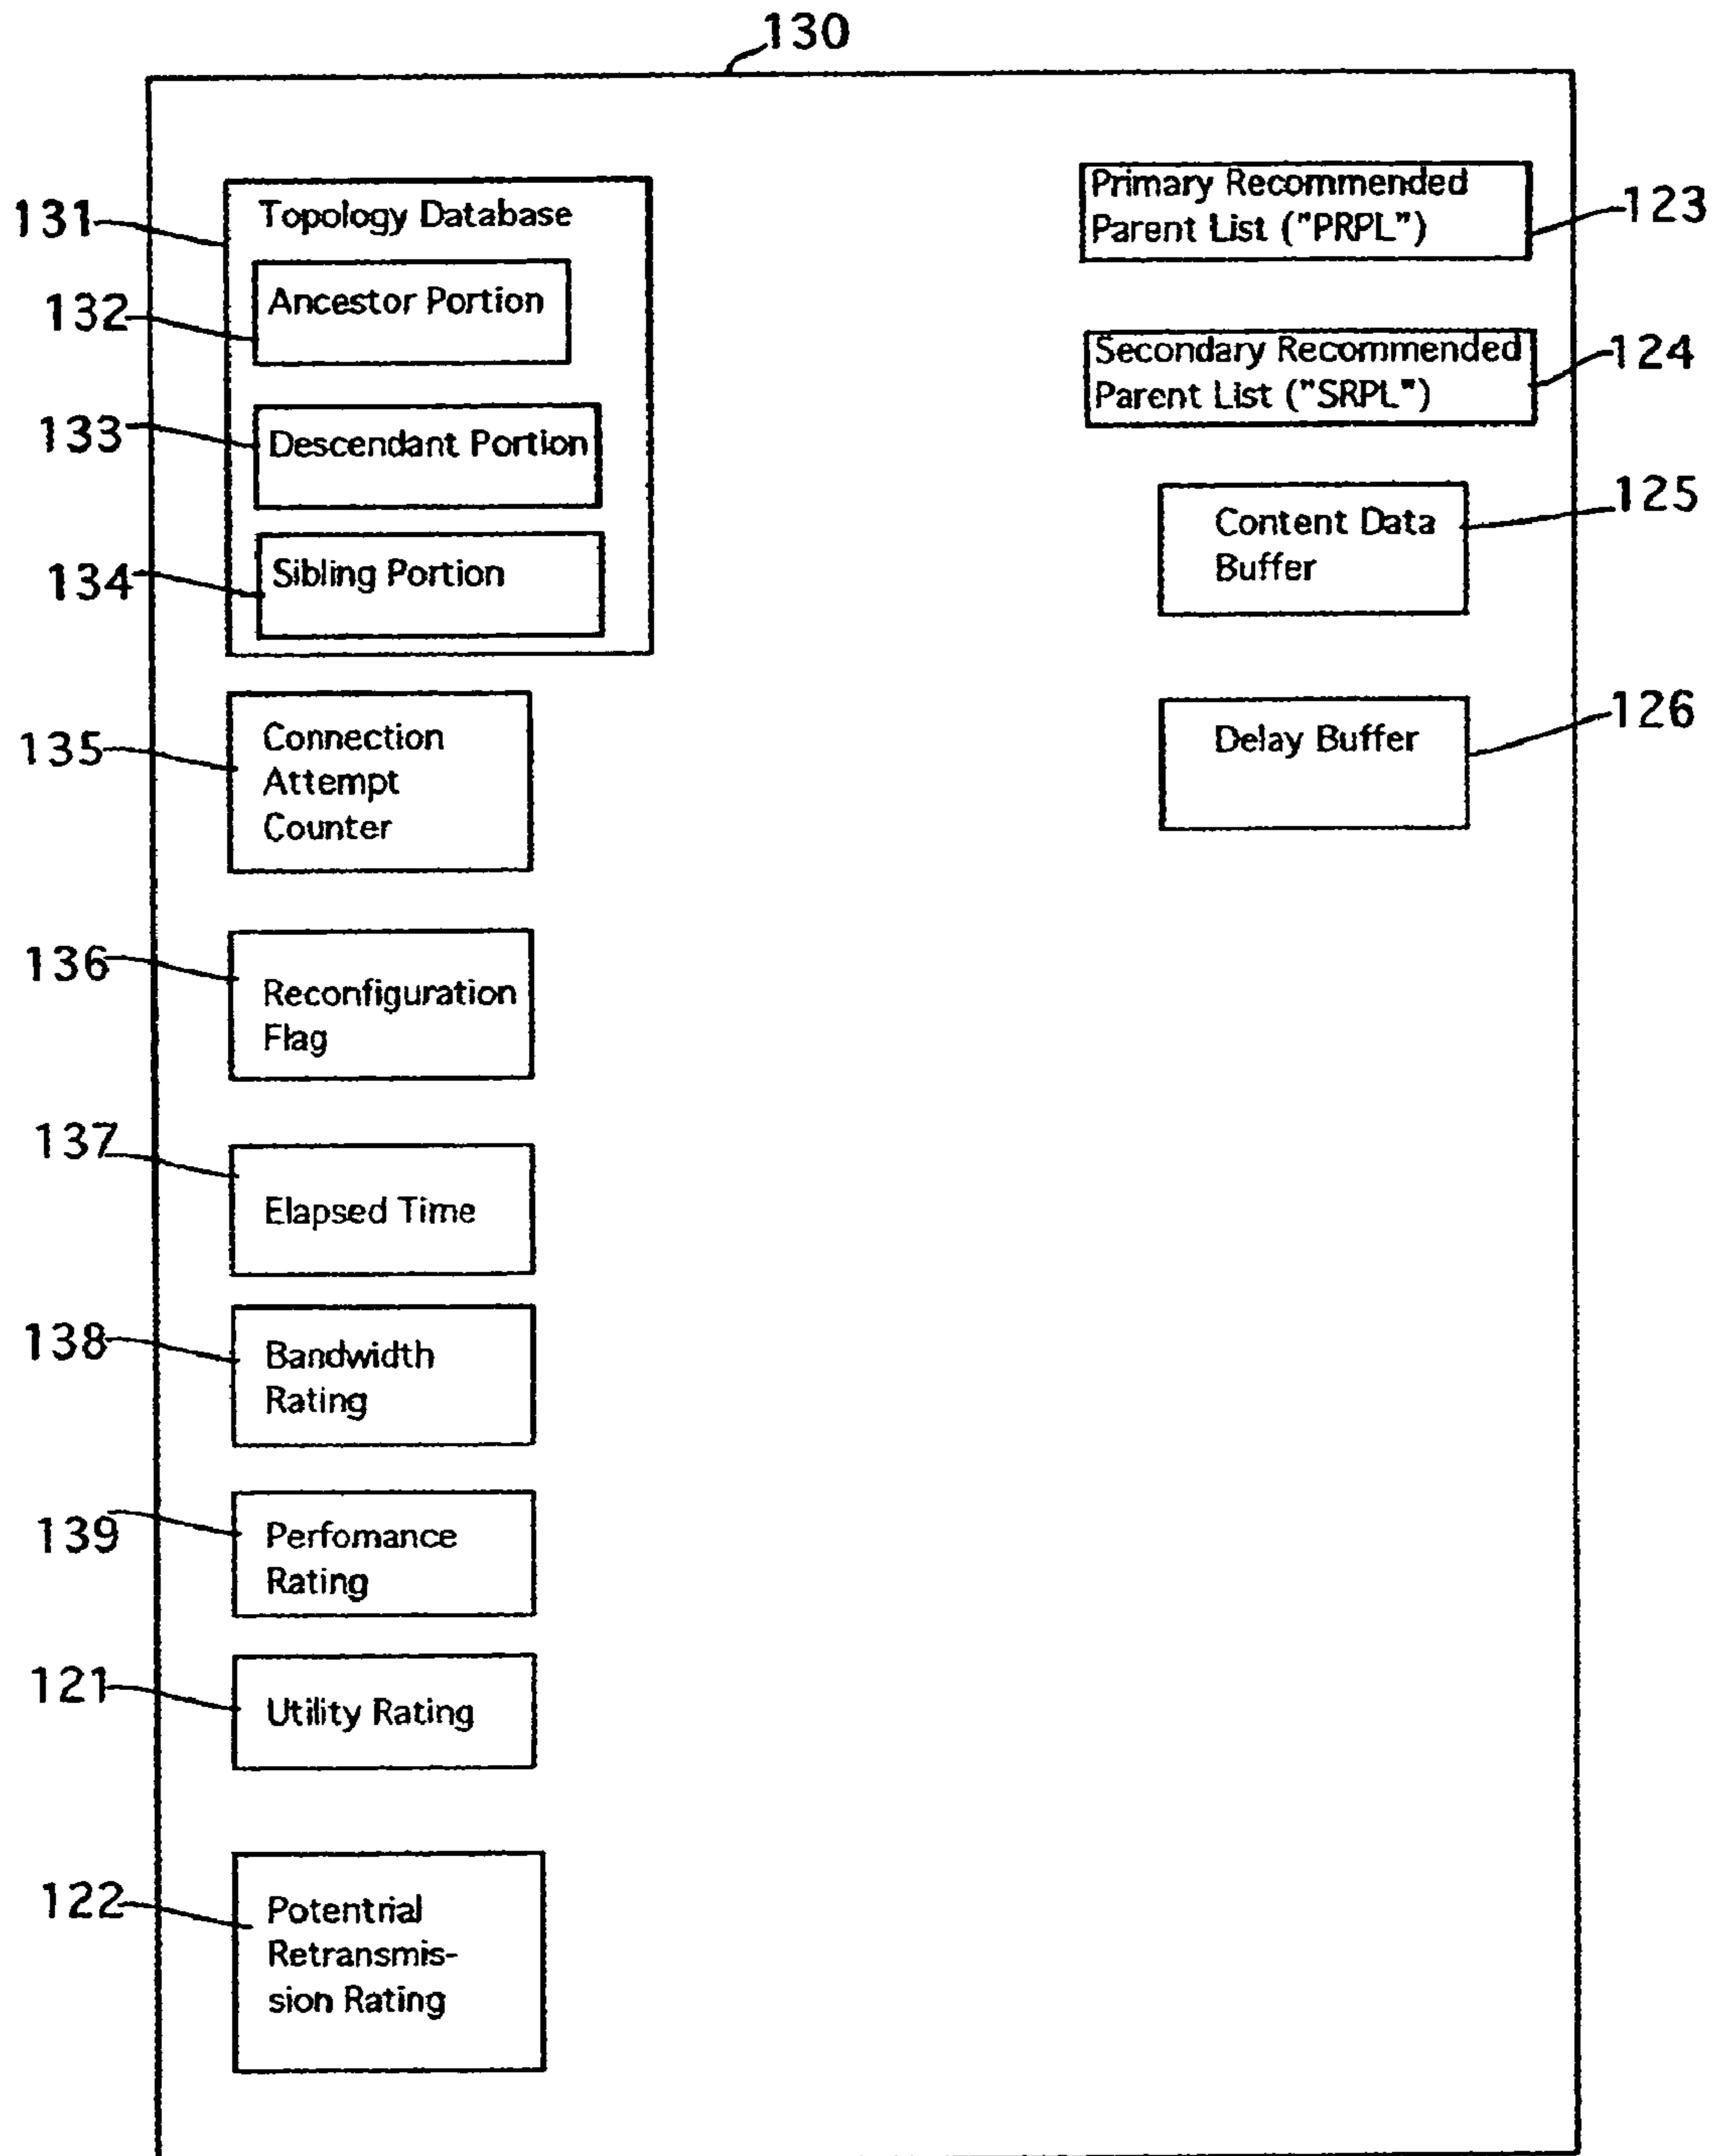 130
131
Topology Database
132
Ancestor Portion
133
Descendant Portion
134
Sibling Portion
135
Connection
Attempt
Counter
136
Reconfiguration
Flag
137
Elapsed Time
138
Bandwidth
Rating
139
Perfomance
Rating
121
Utility Rating
122
Potentrial
Retransmis-
sion Rating
Primary Recommended
Parent List ("PRPL")
123
Secondary Recommended
Parent List ("SRPL")
124
Content Data
Buffer
125
Delay Buffer
126